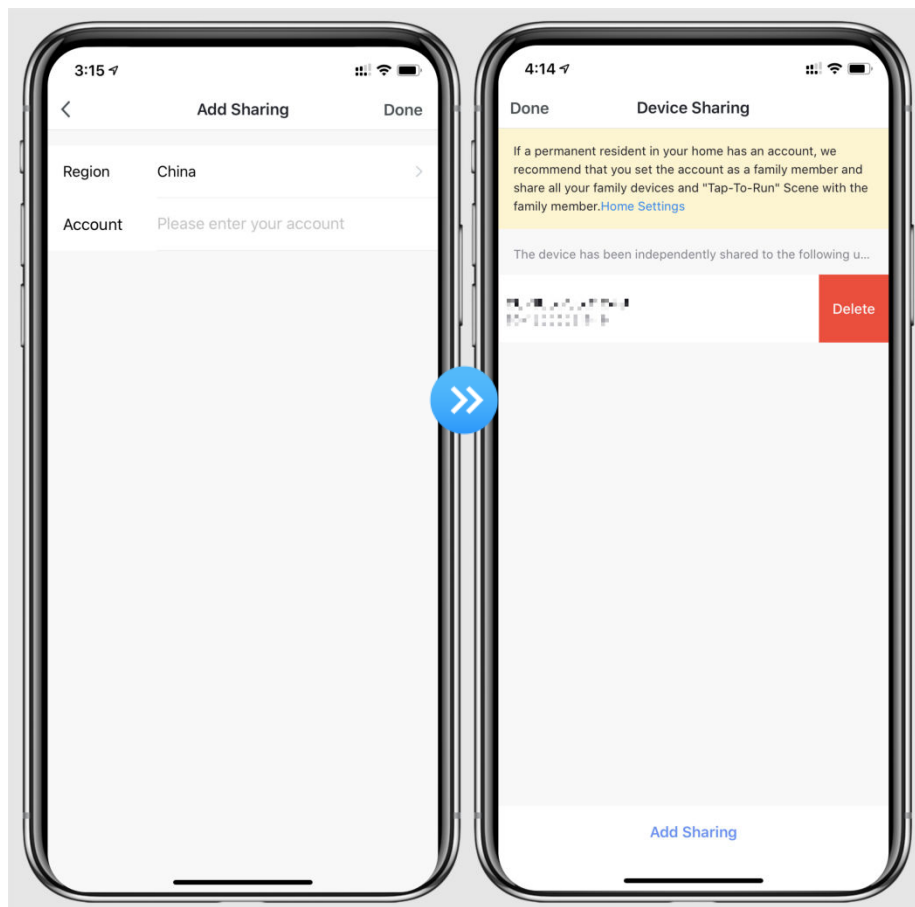 3:15
Add Sharing
Done
Region
China
Account
Please enter your account
4:14
Done
Device Sharing
If a permanent resident in your home has an account, we
recommend that you set the account as a family member and
share all your family devices and "Tap-To-Run" Scene with the
family member.Home Settings
The device has been independently shared to the following u...
Delete
Add Sharing